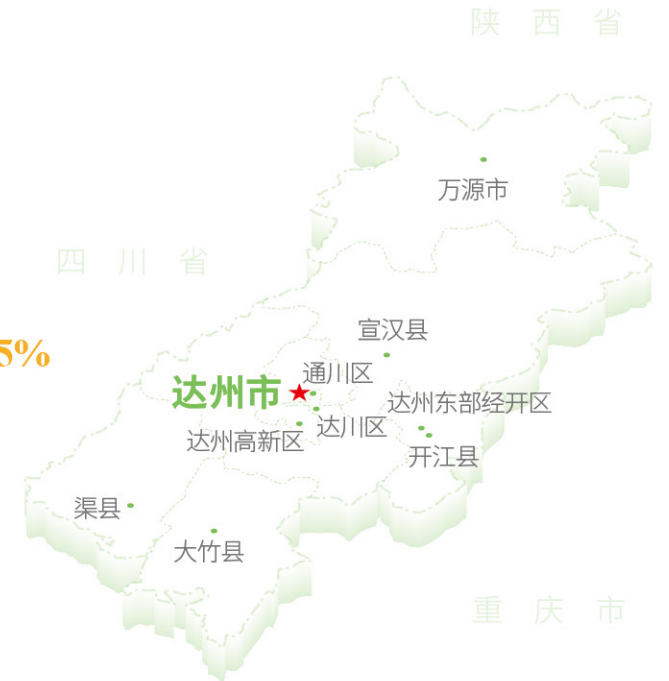 陕西省
万源市
四川省
宣汉县
5%
通川区
达州市
达州东部经开区
达川区
达州高新区
开江县
渠县
大竹县
重庆市